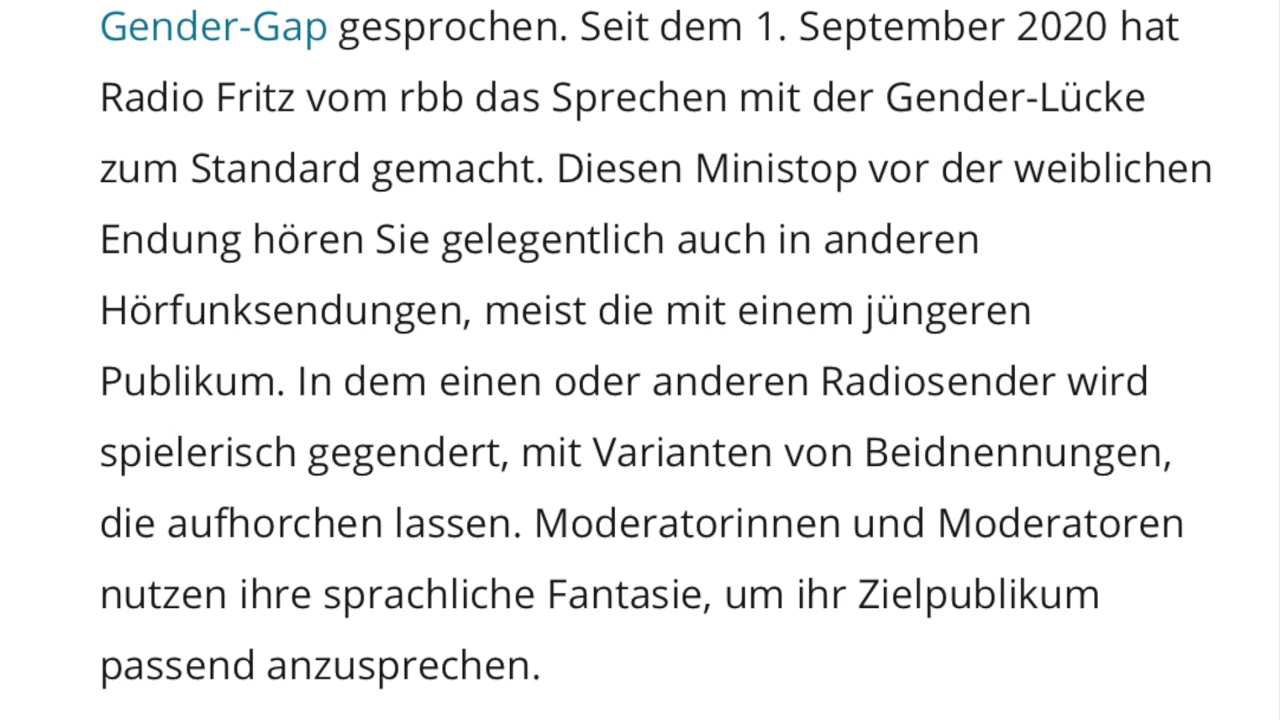 Gender-Gap gesprochen. Seit dem 1. September 2020 hat
Radio Fritz vom rbb das Sprechen mit der Gender-Lücke
zum Standard gemacht. Diesen Ministop vor der weiblichen
Endung hören Sie gelegentlich auch in anderen
Hörfunksendungen, meist die mit einem jüngeren
Publikum. In dem einen oder anderen Radiosender wird
spielerisch gegendert, mit Varianten von Beidnennungen,
die aufhorchen lassen. Moderatorinnen und Moderatoren
nutzen ihre sprachliche Fantasie, um ihr Zielpublikum
passend anzusprechen.